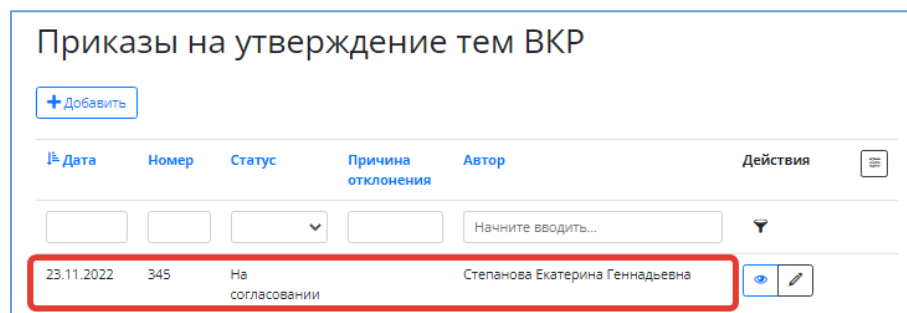 Приказы на утверждение тем ВКР
Добавить
Дата Номер Статус Причина отклонения Автор Действия
Начните вводить...
23.11.2022 345 На согласовании Степанова Екатерина Геннадьевна